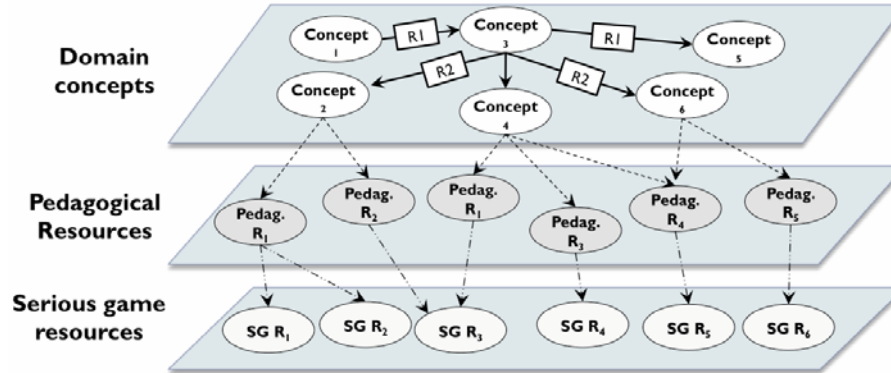 Domain
concepts
Concept
1
R1
Concept
3
R1
Concept
5
Concept
2
R2
Concept
4
R2
Concept
6
Pedagogical
Resources
Pedag.
R1
Pedag.
R2
Pedag.
R1
Pedag.
R3
Pedag.
R4
Pedag.
R5
Serious game
resources
SG R1
SG R2
SG R3
SG R4
SG R5
SG R6